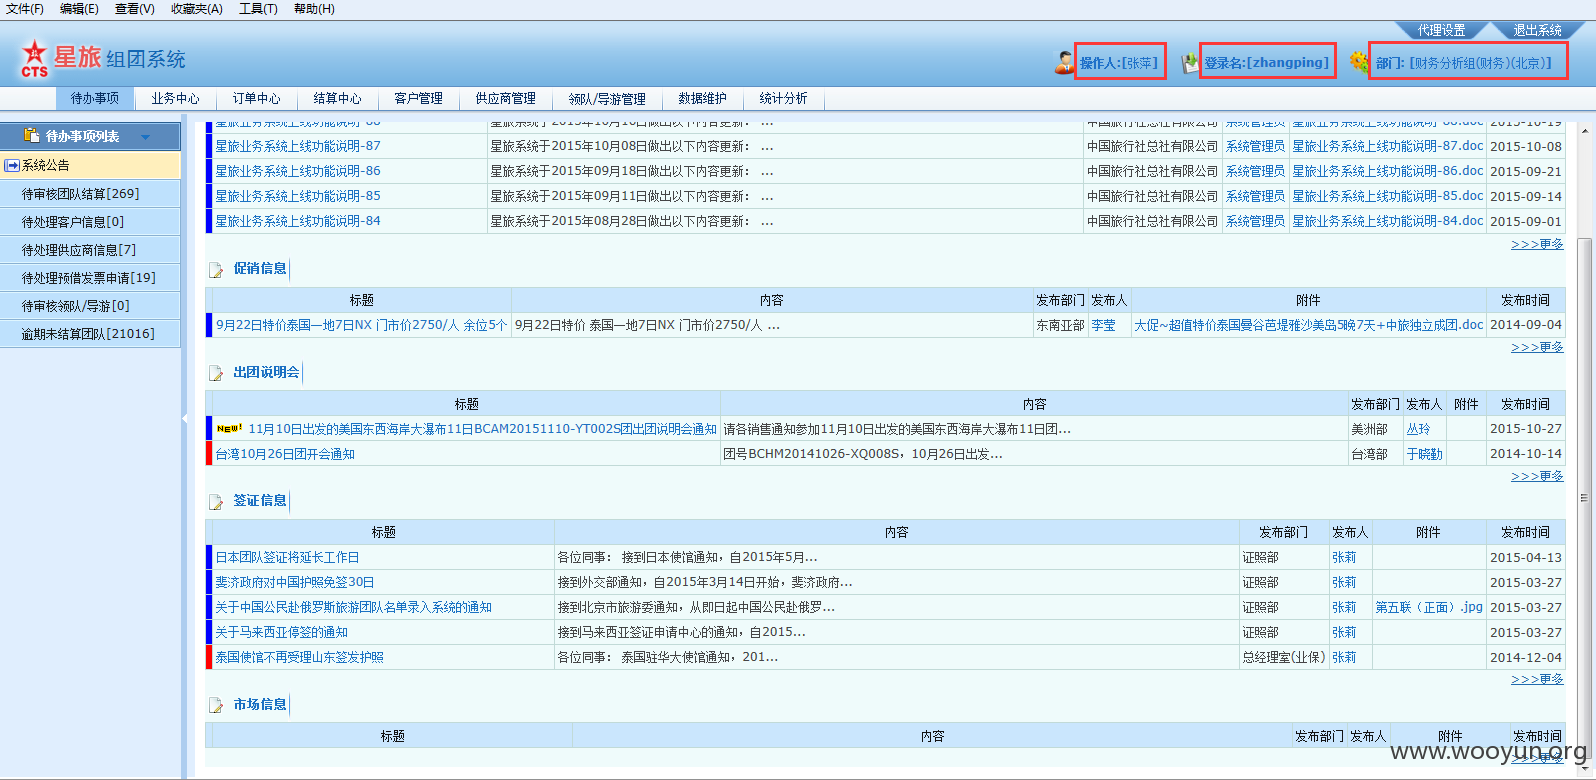 文件(F) 编辑(E) 查看(V) 收藏夹(A) 工具(T) 帮助(H)
代理设置 退出系统
CTS 星旅 组团系统 操作人:[张萍] 登录名:[zhangping] 部门: [财务分析组(财务)(北京)]
待办事项 业务中心 订单中心 结算中心 客户管理 供应商管理 领队/导游管理 数据维护 统计分析
待办事项列表
系统公告
待审核团队结算[269]
待处理客户信息[0]
待处理供应商信息[7]
待处理预借发票申请[19]
待审核领队/导游[0]
逾期未结算团队[21016]
星旅业务系统上线功能说明-88 星旅系统于2015年10月16日做出以下内容更新: ... 中国旅行社总社有限公司 系统管理员 星旅业务系统上线功能说明-88.doc 2015-10-19
星旅业务系统上线功能说明-87 星旅系统于2015年10月08日做出以下内容更新: ... 中国旅行社总社有限公司 系统管理员 星旅业务系统上线功能说明-87.doc 2015-10-08
星旅业务系统上线功能说明-86 星旅系统于2015年09月18日做出以下内容更新: ... 中国旅行社总社有限公司 系统管理员 星旅业务系统上线功能说明-86.doc 2015-09-21
星旅业务系统上线功能说明-85 星旅系统于2015年09月11日做出以下内容更新: ... 中国旅行社总社有限公司 系统管理员 星旅业务系统上线功能说明-85.doc 2015-09-14
星旅业务系统上线功能说明-84 星旅系统于2015年08月28日做出以下内容更新: ... 中国旅行社总社有限公司 系统管理员 星旅业务系统上线功能说明-84.doc 2015-09-01
>>>更多
促销信息
标题 内容 发布部门 发布人 附件 发布时间
9月22日特价泰国一地7日NX 门市价2750/人 余位5个 9月22日特价 泰国一地7日NX 门市价2750/人 ... 东南亚部 李莹 大促~超值特价泰国曼谷芭堤雅沙美岛5晚7天+中旅独立成团.doc 2014-09-04
>>>更多
出团说明会
标题 内容 发布部门 发布人 附件 发布时间
NEW! 11月10日出发的美国东西海岸大瀑布11日BCAM20151110-YT002S团出团说明会通知 请各销售通知参加11月10日出发的美国东西海岸大瀑布11日团... 美洲部 丛玲 2015-10-27
台湾10月26日团开会通知 团号BCHM20141026-XQ008S，10月26日出发... 台湾部 于晓勤 2014-10-14
>>>更多
签证信息
标题 内容 发布部门 发布人 附件 发布时间
日本团队签证将延长工作日 各位同事: 接到日本使馆通知，自2015年5月... 证照部 张莉 2015-04-13
斐济政府对中国护照免签30日 接到外交部通知，自2015年3月14日开始，斐济政府... 证照部 张莉 2015-03-27
关于中国公民赴俄罗斯旅游团队名单录入系统的通知 接到北京市旅游委通知，从即日起中国公民赴俄罗... 证照部 张莉 第五联（正面）.jpg 2015-03-27
关于马来西亚停签的通知 接到马来西亚签证申请中心的通知，自2015... 证照部 张莉 2015-03-27
泰国使馆不再受理山东签发护照 各位同事: 泰国驻华大使馆通知，201... 总经理室(业保) 张莉 2014-12-04
>>>更多
市场信息
标题 内容 发布部门 发布人 附件 发布时间
>>>更多
www.wooyun.org